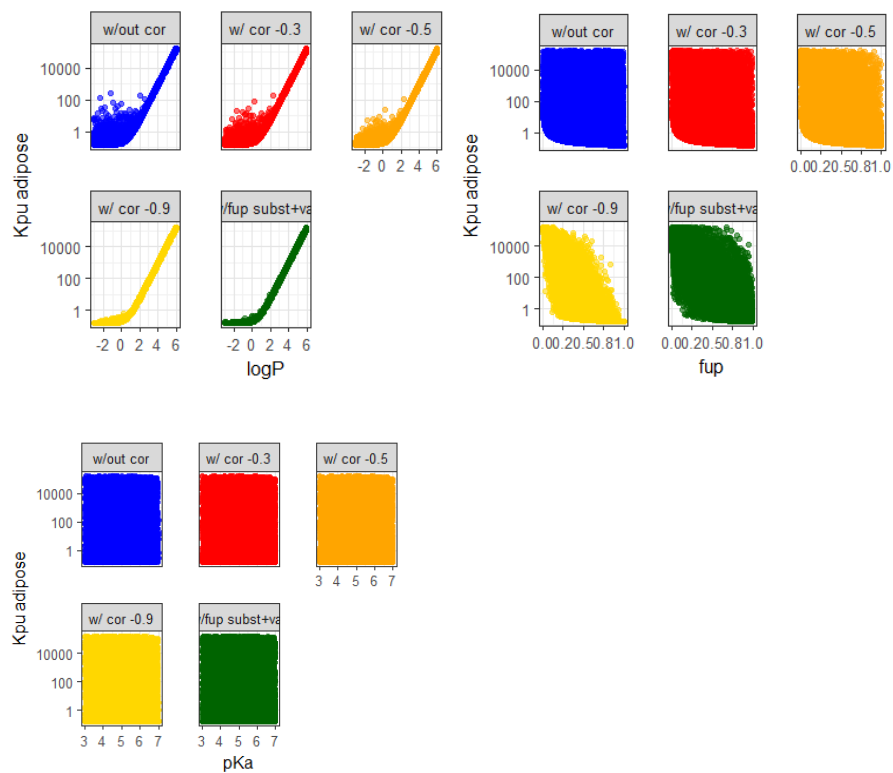 w/out cor w/ cor -0.3 w/ cor -0.5
10000
100
1
-2 0 2 4 6
Kpu adipose
w/ cor -0.9 //fup subst+va
10000
100
1
-2 0 2 4 6 -2 0 2 4 6
logP
w/out cor w/ cor -0.3 w/ cor -0.5
10000
100
1
0.00.20.50.81.0
Kpu adipose
w/ cor -0.9 //fup subst+va
10000
100
1
0.00.20.50.81.0 0.00.20.50.81.0
fup
w/out cor w/ cor -0.3 w/ cor -0.5
10000
100
1
3 4 5 6 7
Kpu adipose
w/ cor -0.9 //fup subst+va
10000
100
1
3 4 5 6 7 3 4 5 6 7
pKa